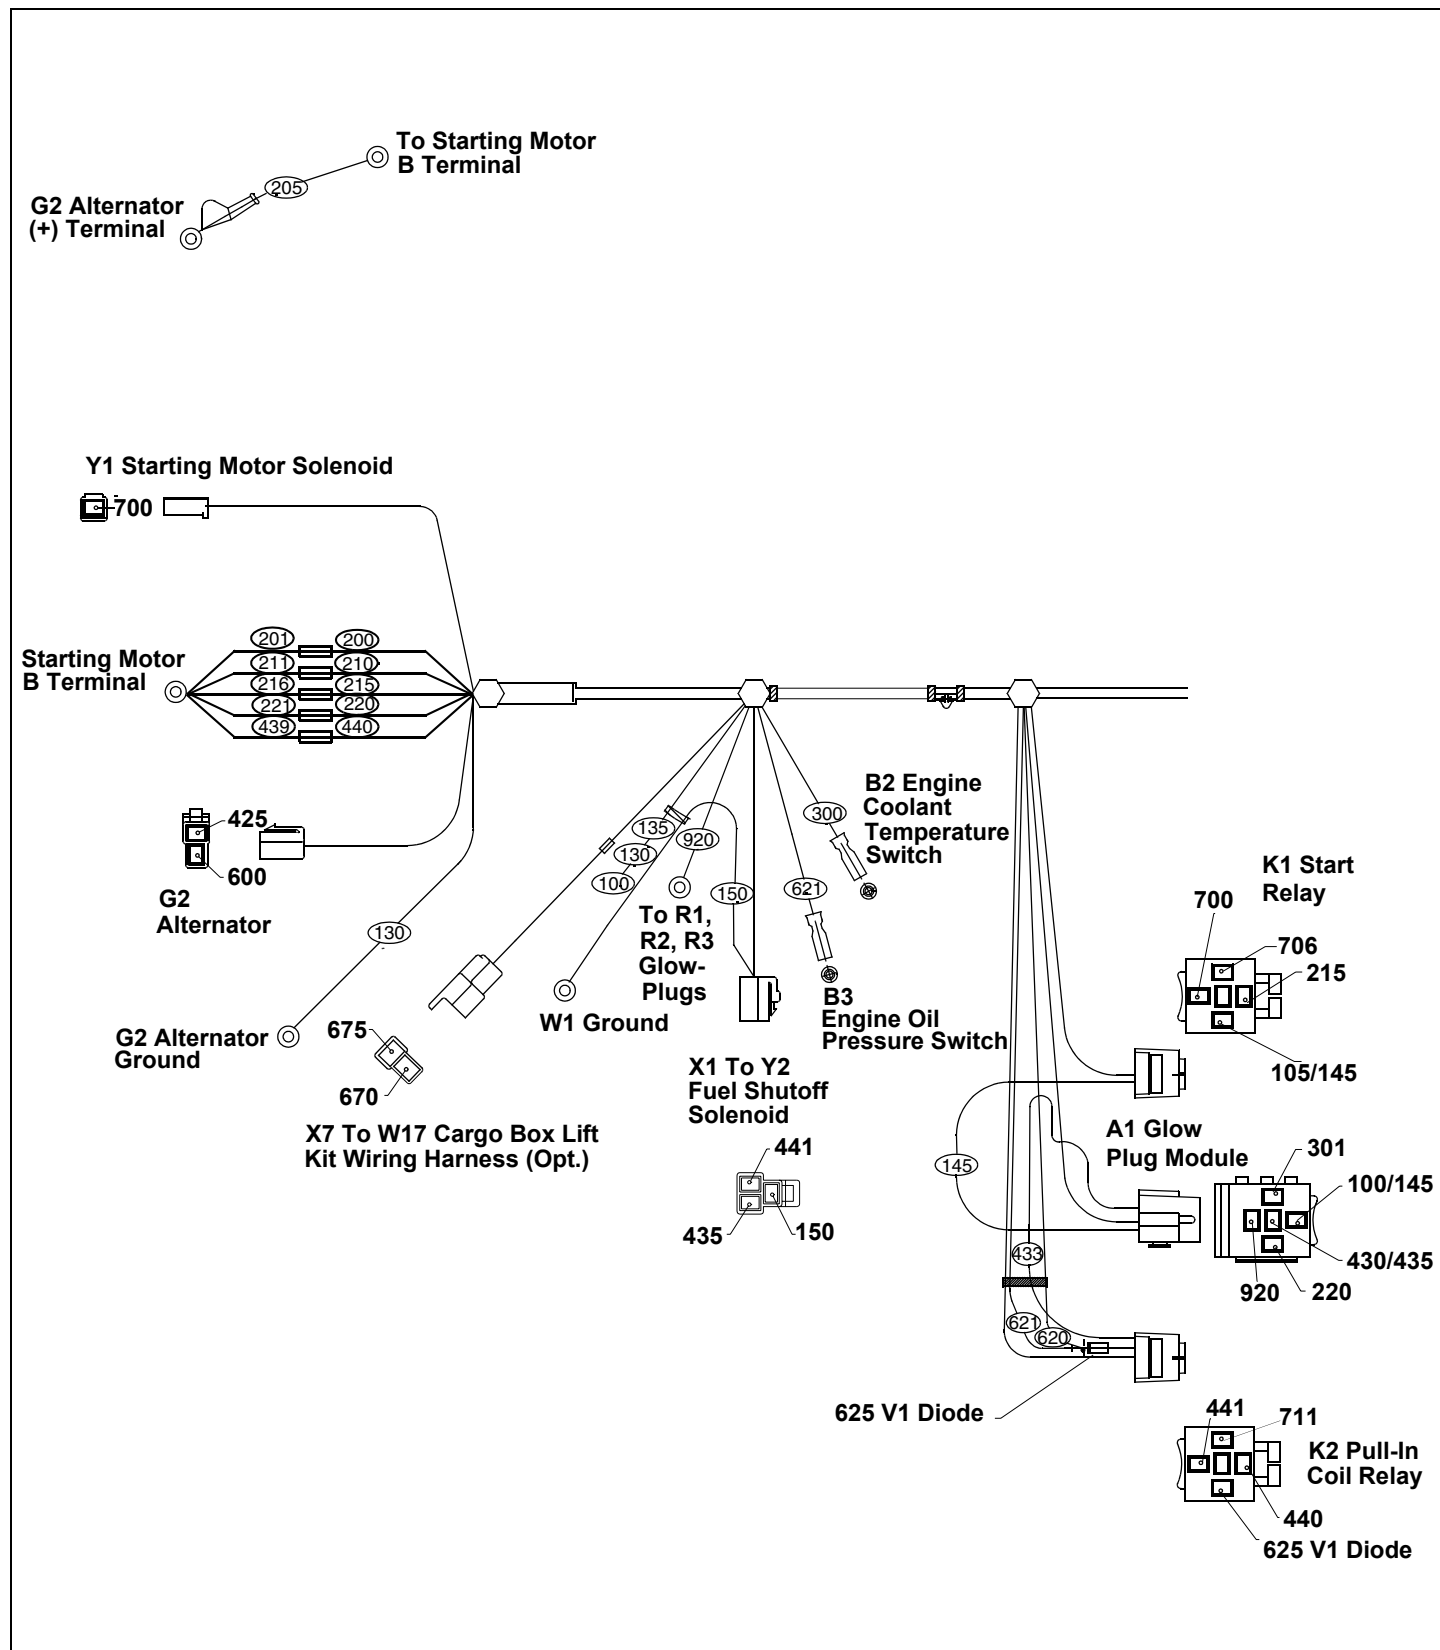 To Starting Motor
B Terminal
205
G2 Alternator
(+) Terminal
Y1 Starting Motor Solenoid
700
201
200
211
210
216
215
221
220
439
440
Starting Motor
B Terminal
425
600
G2
Alternator
130
G2 Alternator
Ground
675
670
X7 To W17 Cargo Box Lift
Kit Wiring Harness (Opt.)
135
130
100
920
150
W1 Ground
To R1,
R2, R3
Glow-
Plugs
X1 To Y2
Fuel Shutoff
Solenoid
441
435
150
300
B2 Engine
Coolant
Temperature
Switch
621
B3
Engine Oil
Pressure Switch
K1 Start
Relay
700
706
215
105/145
145
A1 Glow
Plug Module
301
100/145
430/435
920
220
433
621
620
625 V1 Diode
441
711
K2 Pull-In
Coil Relay
440
625 V1 Diode